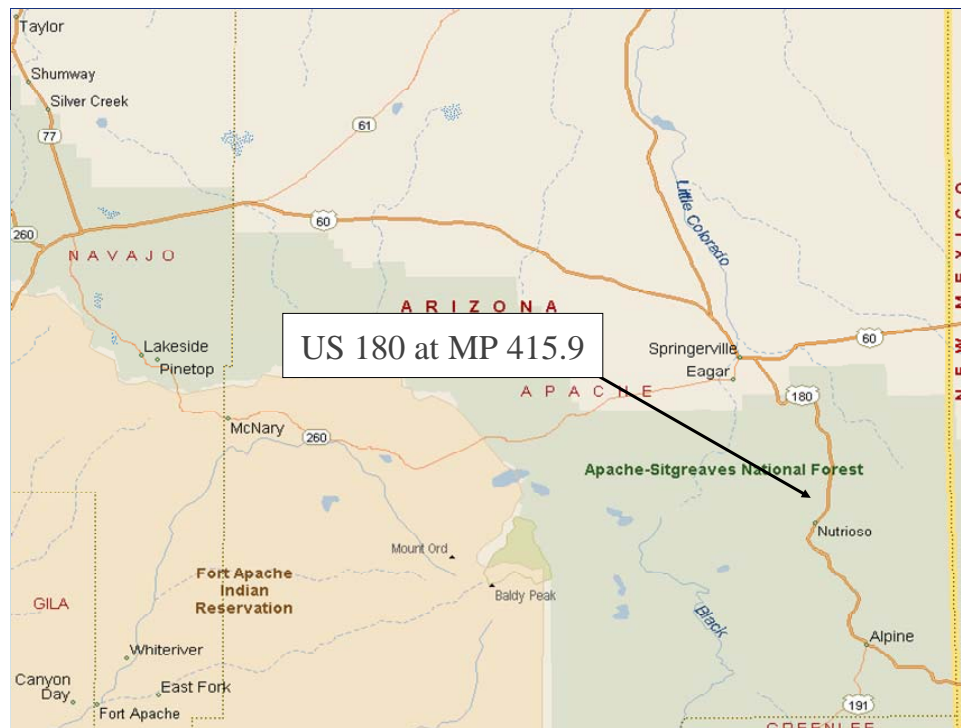 Taylor
Shumway
Silver Creek
77
61
Little Colorado
NEW MEXICO
60
260
NAVAJO
ARIZONA
US 180 at MP 415.9
Lakeside
Pinetop
Springerville
60
Eagar
APACHE
180
McNary
260
Apache-Sitgreaves National Forest
Nutrioso
Mount Ord
Fort Apache
Indian
Reservation
Baldy Peak
GILA
Black
Whiteriver
Alpine
Canyon
Day
East Fork
Fort Apache
191
GREENLEE